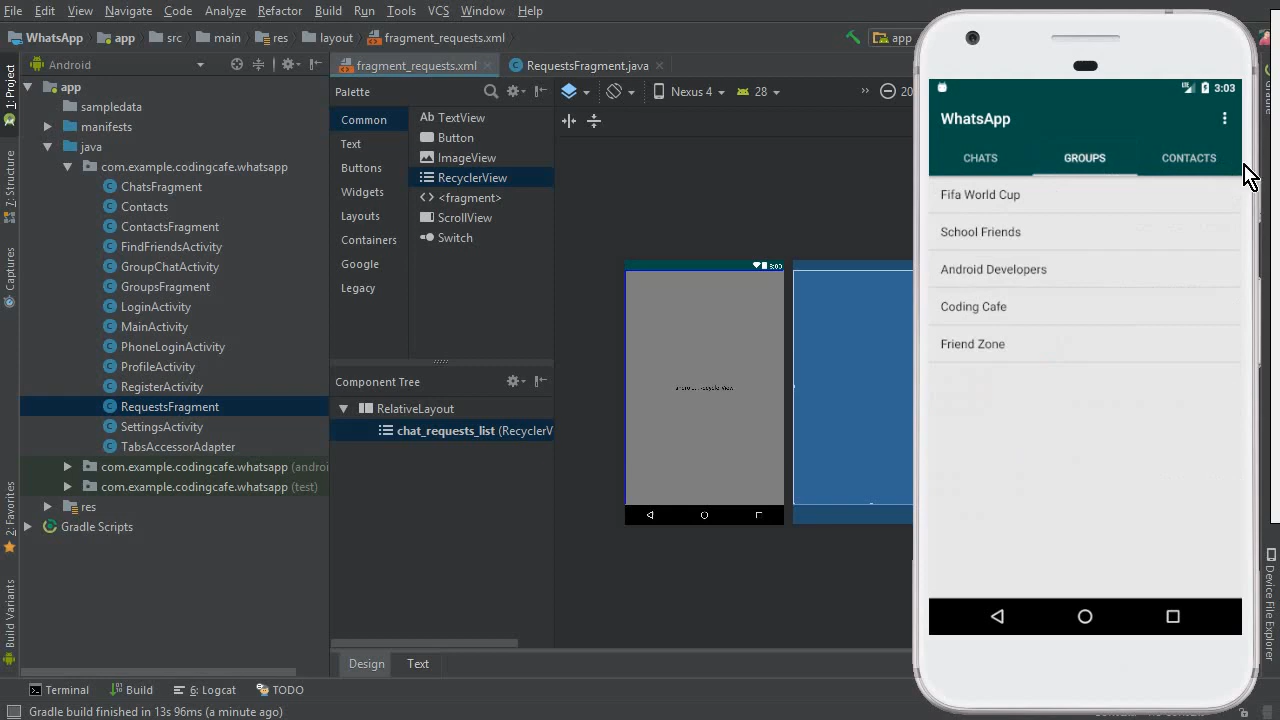 File Edit View Navigate Code Analyze Refactor Build Run Tools VCS Window Help
WhatsApp app src res layout fragment_requests.xml app
1: Project
Z: Structure
Captures
2: Favorites
Build Variants
Android
app
sampledata
manifests
java
com.example.codingcafe.whatsapp
ChatsFragment
Contacts
ContactsFragment
FindFriendsActivity
GroupChatActivity
GroupsFragment
LoginActivity
MainActivity
PhoneLoginActivity
ProfileActivity
RegisterActivity
RequestsFragment
SettingsActivity
TabsAccessorAdapter
com.example.codingcafe.whatsapp (androi
com.example.codingcafe.whatsapp (test)
Gradle Scripts
fragment_requests.xml RequestsFragment.java
Palette
Common
Text
Widgets
Layouts
Containers
Google
Legacy
Ab TextView
Button
ImageView
RecyclerView
<fragment>
ScrollView
Switch
Nexus 4 28 20
Component Tree
RelativeLayout
chat_requests_list (RecyclerV
Design Text
3:03
WhatsApp
CHATS GROUPS CONTACTS
Fifa World Cup
School Friends
Android Developers
Coding Cafe
Friend Zone
Device File Explorer
Terminal Build 6: Logcat TODO
Gradle build finished in 13s 96ms (a minute ago)